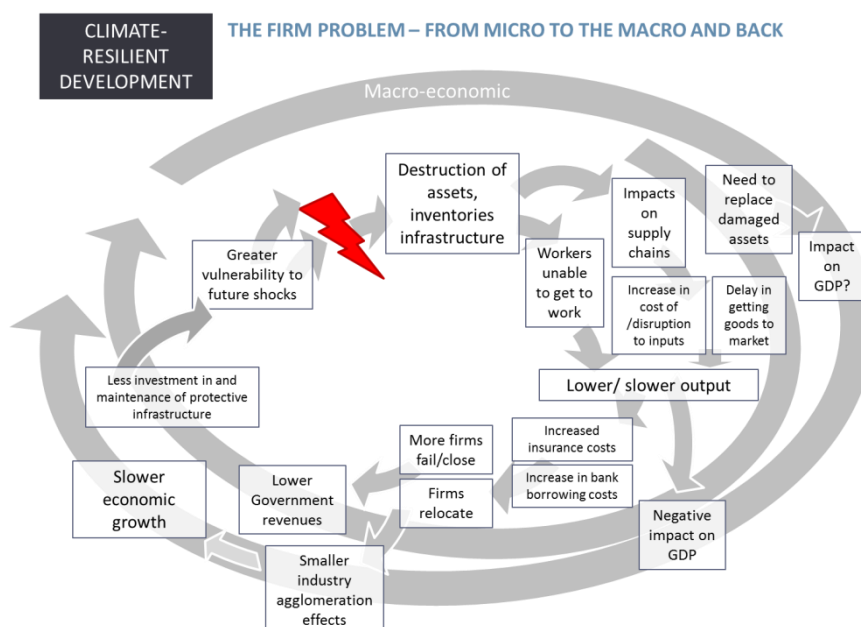 CLIMATE-
RESILIENT
DEVELOPMENT
THE FIRM PROBLEM – FROM MICRO TO THE MACRO AND BACK
Macro-economic
Destruction of
assets,
inventories
infrastructure
Impacts
on
supply
chains
Need to
replace
damaged
assets
Impact
on
GDP?
Workers
unable
to get to
work
Increase in
cost of
/disruption
to inputs
Delay in
getting
goods to
market
Lower/ slower output
Greater
vulnerability to
future shocks
Less investment in and
maintenance of protective
infrastructure
Slower
economic
growth
Lower
Government
revenues
More firms
fail/close
Firms
relocate
Increased
insurance costs
Increase in bank
borrowing costs
Negative
impact on
GDP
Smaller
industry
agglomeration
effects